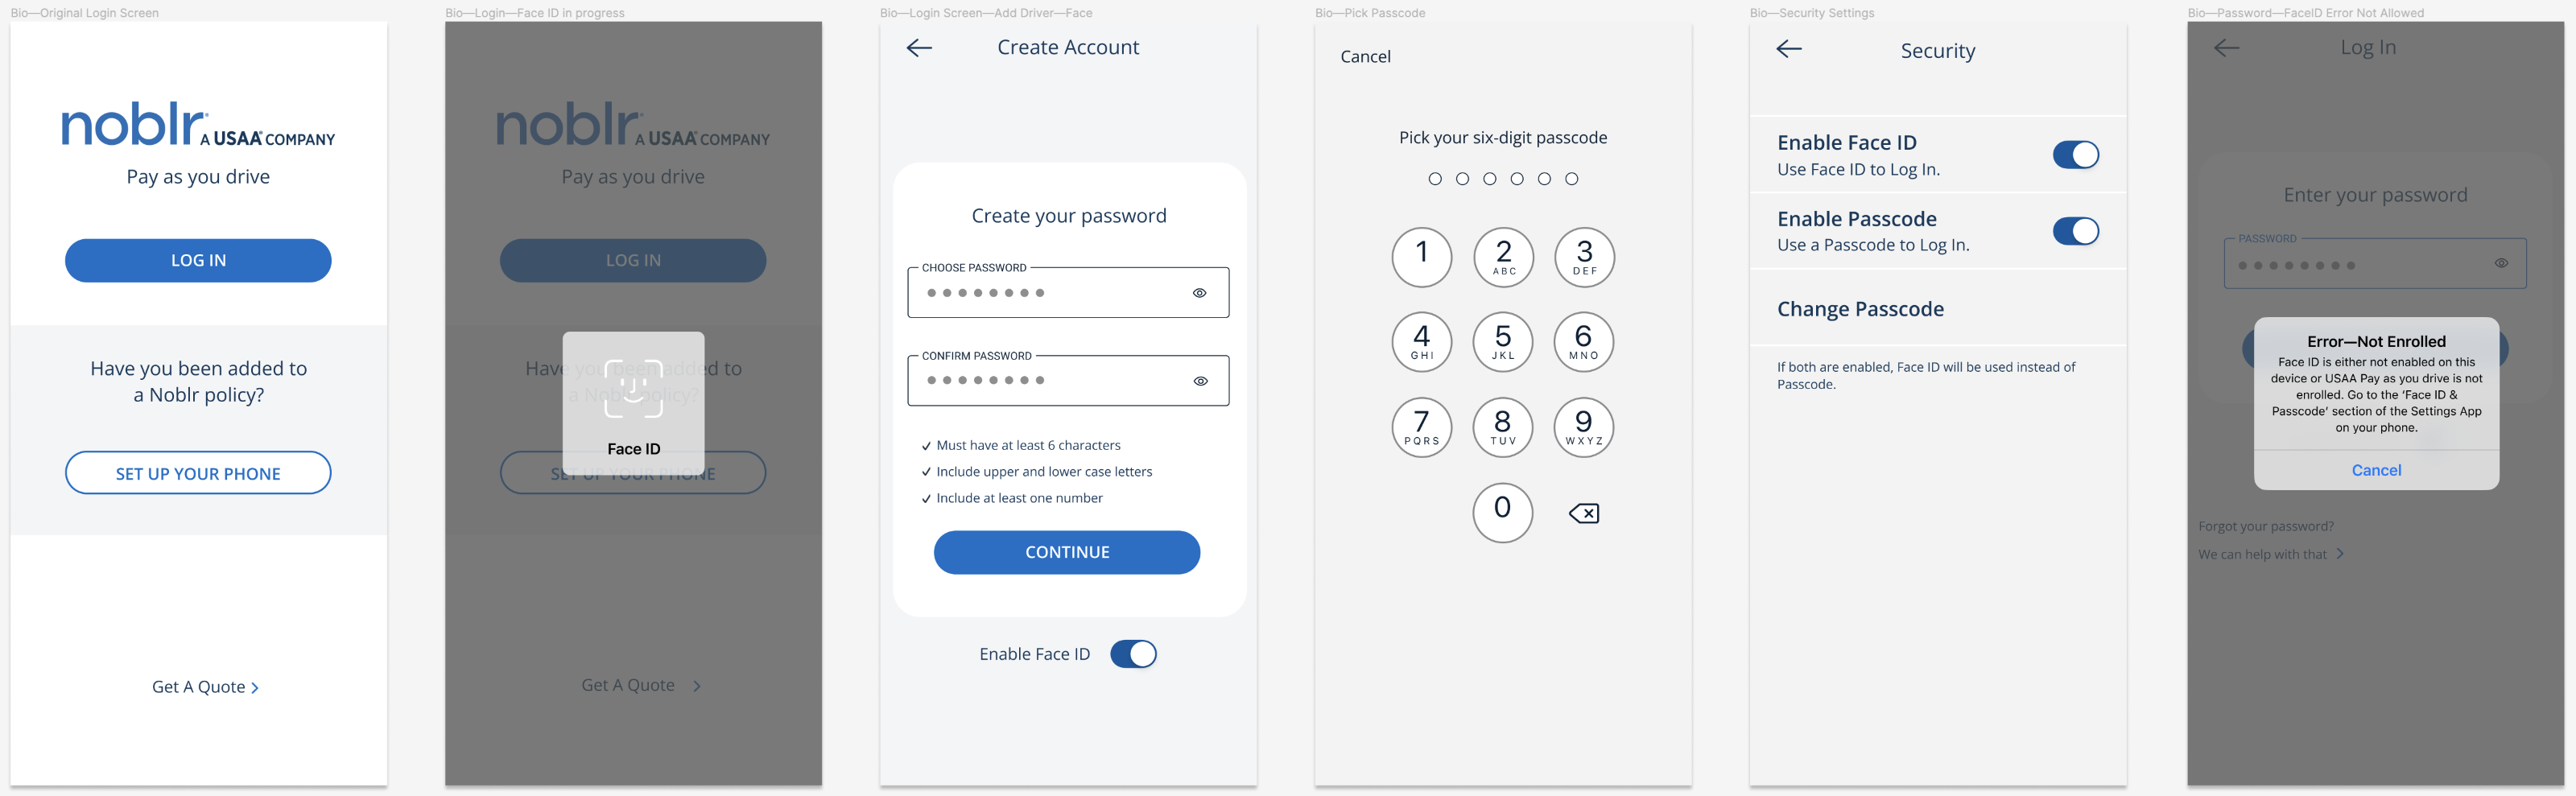 Bio—Original Login Screen
noblr
A USAA COMPANY
Pay as you drive
LOG IN
Have you been added to
a Noblr policy?
SET UP YOUR PHONE
Get A Quote
Bio—Login—Face ID in progress
noblr
A USAA COMPANY
Pay as you drive
LOG IN
Have you been added to
a Noblr policy?
Face ID
SET UP YOUR PHONE
Get A Quote
Bio—Login Screen—Add Driver—Face
Create Account
Create your password
CHOOSE PASSWORD
CONFIRM PASSWORD
Must have at least 6 characters
Include upper and lower case letters
Include at least one number
CONTINUE
Enable Face ID
Bio—Pick Passcode
Cancel
Pick your six-digit passcode
1 2 3
ABC DEF
4 5 6
GHI JKL MNO
7 8 9
PQRS TUV WXYZ
0
Bio—Security Settings
Security
Enable Face ID
Use Face ID to Log In.
Enable Passcode
Use a Passcode to Log In.
Change Passcode
If both are enabled, Face ID will be used instead of
Passcode.
Bio—Password—FaceID Error Not Allowed
Log In
Enter your password
PASSWORD
Error—Not Enrolled
Face ID is either not enabled on this
device or USAA Pay as you drive is not
enrolled. Go to the ‘Face ID &
Passcode’ section of the Settings App
on your phone.
Cancel
Forgot your password?
We can help with that